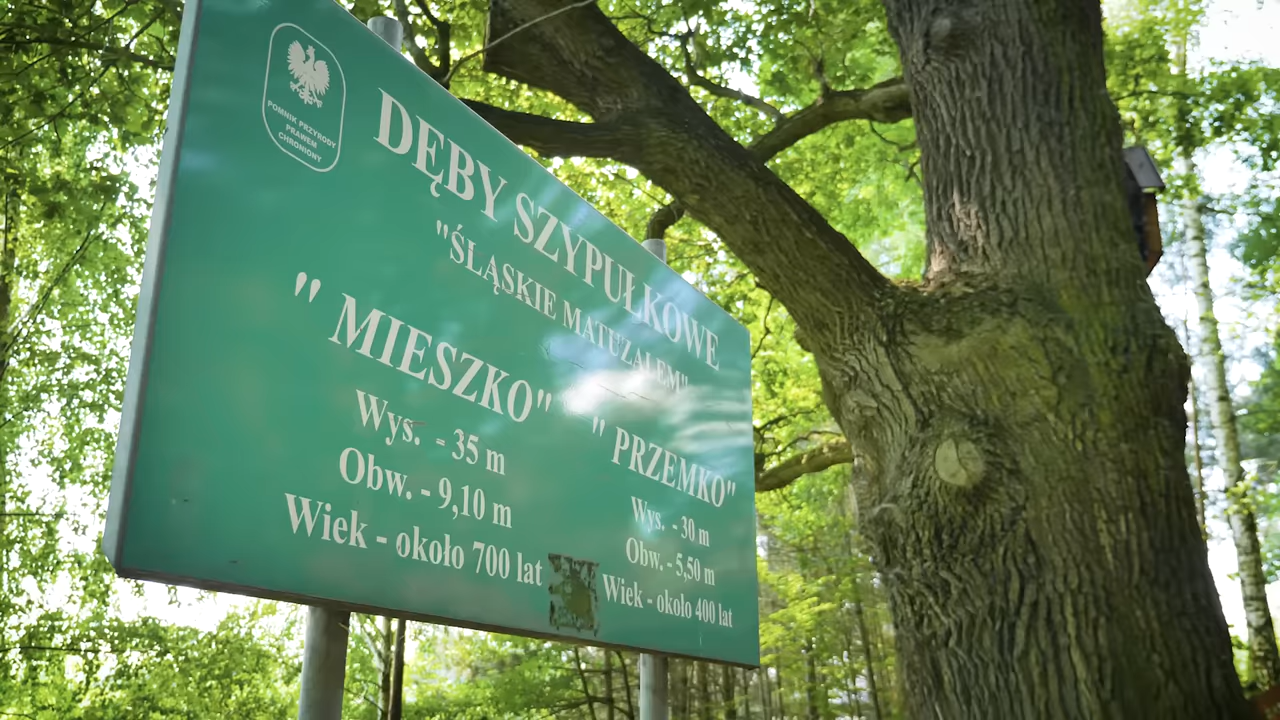 POMNIK PRZYRODY
PRAWEM
CHRONIONY
DĘBY SZYPUŁKOWE
"ŚLĄSKIE MATUZALEM"
" MIESZKO"
Wys. - 35 m
Obw. - 9,10 m
Wiek - około 700 lat
" PRZEMKO"
Wys. - 30 m
Obw. - 5,50 m
Wiek - około 400 lat